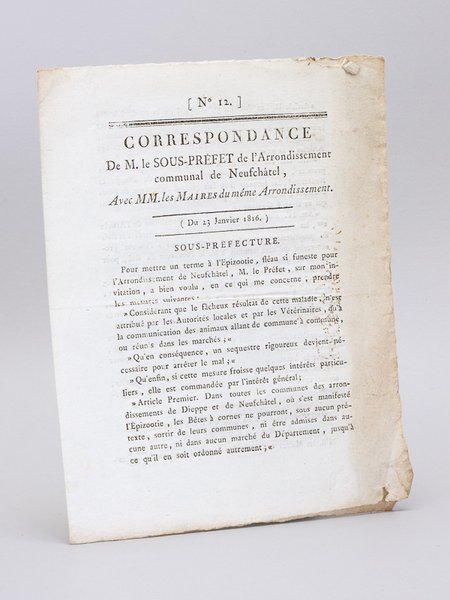 [ N° 12. ]
CORRESPONDANCE
De M. le SOUS-PRÉFET de l'Arrondissement
communal de Neufchâtel,
Avec MM. les MAIRES du même Arrondissement.
( Du 23 Janvier 1816. )
SOUS-PRÉFECTURE.
Pour mettre un terme à l'Epizootie, fléau si funeste pour
l'Arrondissement de Neufchâtel, M. le Préfet, sur mon in-
vitation, a bien voulu, en ce qui me concerne, prendre
les mesures suivantes :
» Considérant que le fâcheux résultat de cette maladie, n'est
attribué par les Autorités locales et par les Vétérinaires, qu'à
la communication des animaux allant de commune à commune,
ou réunis dans les marchés ; «
» Qu'en conséquence, un sequestre rigoureux devient né-
cessaire pour arrêter le mal ; «
» Qu'enfin, si cette mesure froisse quelques intérêts particu-
liers, elle est commandée par l'intérêt général ;
» Article Premier. Dans toutes les communes des arron-
dissements de Dieppe et de Neufchâtel, où s'est manifesté
l'Epizootie, les Bêtes à cornes ne pourront, sous aucun pré-
texte, sortir de leurs communes, ni être admises dans au-
cune autre, ni dans aucun marché du Département, jusqu'à
ce qu'il en soit ordonné autrement ; «